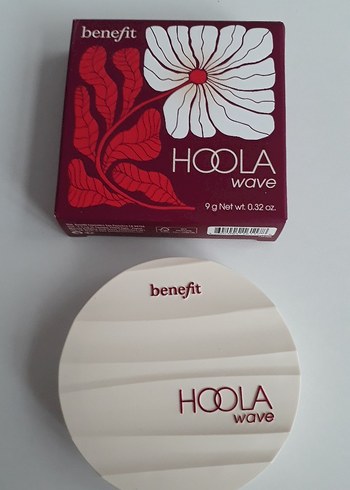 benefit
HOOLA
wave
9 g Net wt. 0.32 oz.
benefit
HOOLA
wave